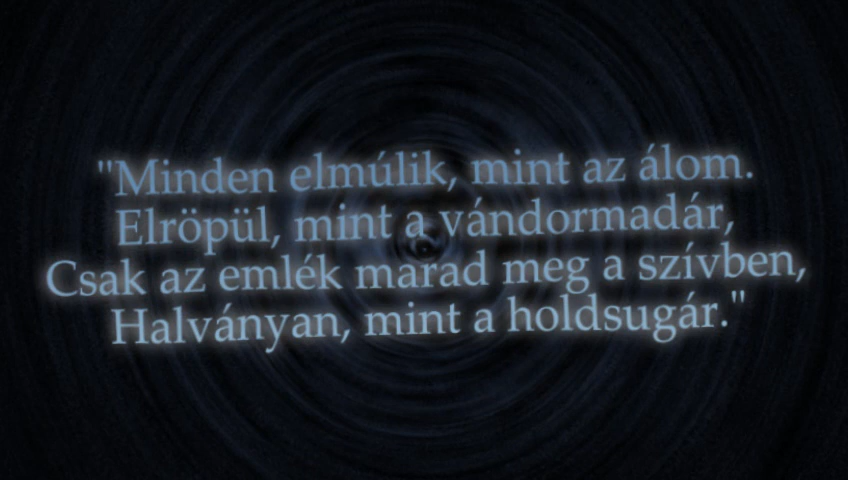 "Minden elmúlik, mint az álom.
Elröpül, mint a vándormadár,
Csak az emlék marad meg a szívben,
Halványan, mint a holdsugár."